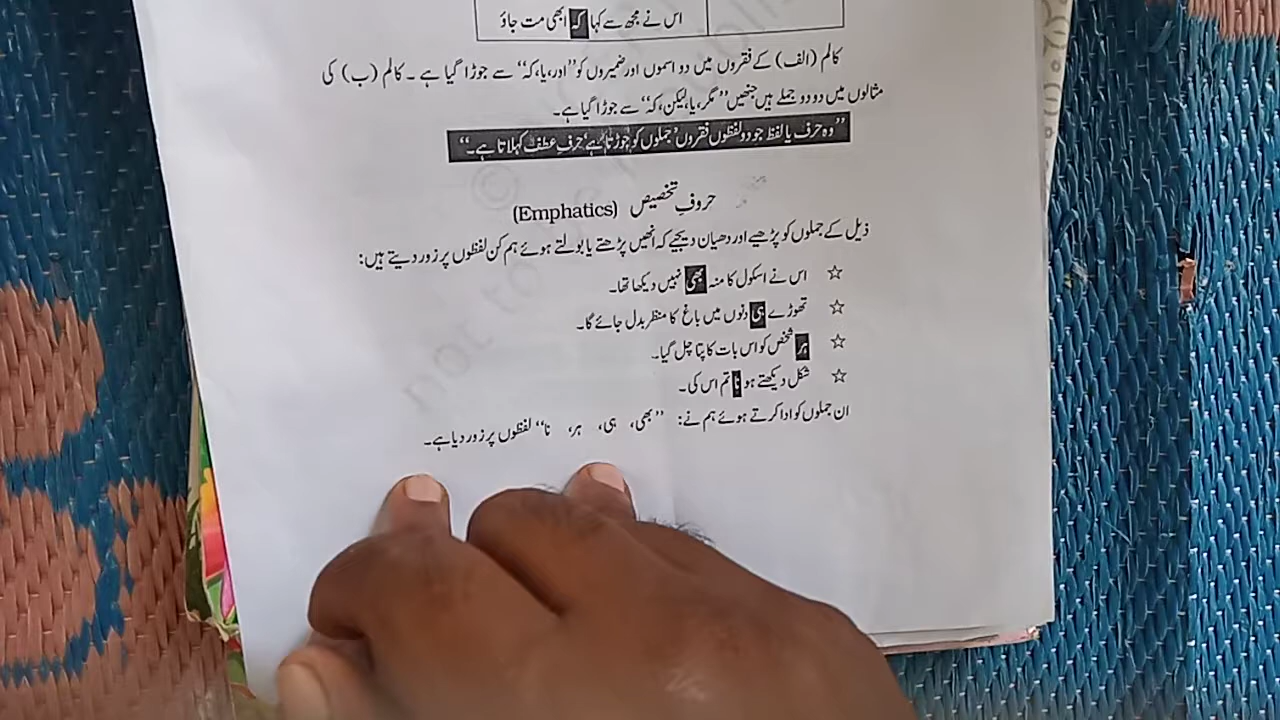 اس نے مجھ سے کہا کہ ابھی مت جاؤ
کالم (الف) کے فقروں میں دو اسموں اور ضمیروں کو ”اور، یا، کہ“ سے جوڑا گیا ہے ۔ کالم (ب) کی
مثالوں میں دو دو جملے ہیں جنھیں ”مگر، یا، لیکن، کہ“ سے جوڑا گیا ہے۔
”وہ حرف یا لفظ جو دو لفظوں فقروں‘ جملوں کو جوڑتا ہے‘ حرفِ عطف کہلاتا ہے۔“
حروفِ تخصیص (Emphatics)
ذیل کے جملوں کو پڑھیے اور دھیان دیجیے کہ انھیں پڑھتے یا بولتے ہوئے ہم کن لفظوں پر زور دیتے ہیں:
☆ اس نے اسکول کا منہ بھی نہیں دیکھا تھا۔
☆ تھوڑے ہی دنوں میں باغ کا منظر بدل جائے گا۔
☆ ہر شخص کو اس بات کا پتا چل گیا۔
☆ شکل دیکھتے ہو نا تم اس کی۔
ان جملوں کو ادا کرتے ہوئے ہم نے: ”بھی، ہی، ہر، نا“ لفظوں پر زور دیا ہے۔